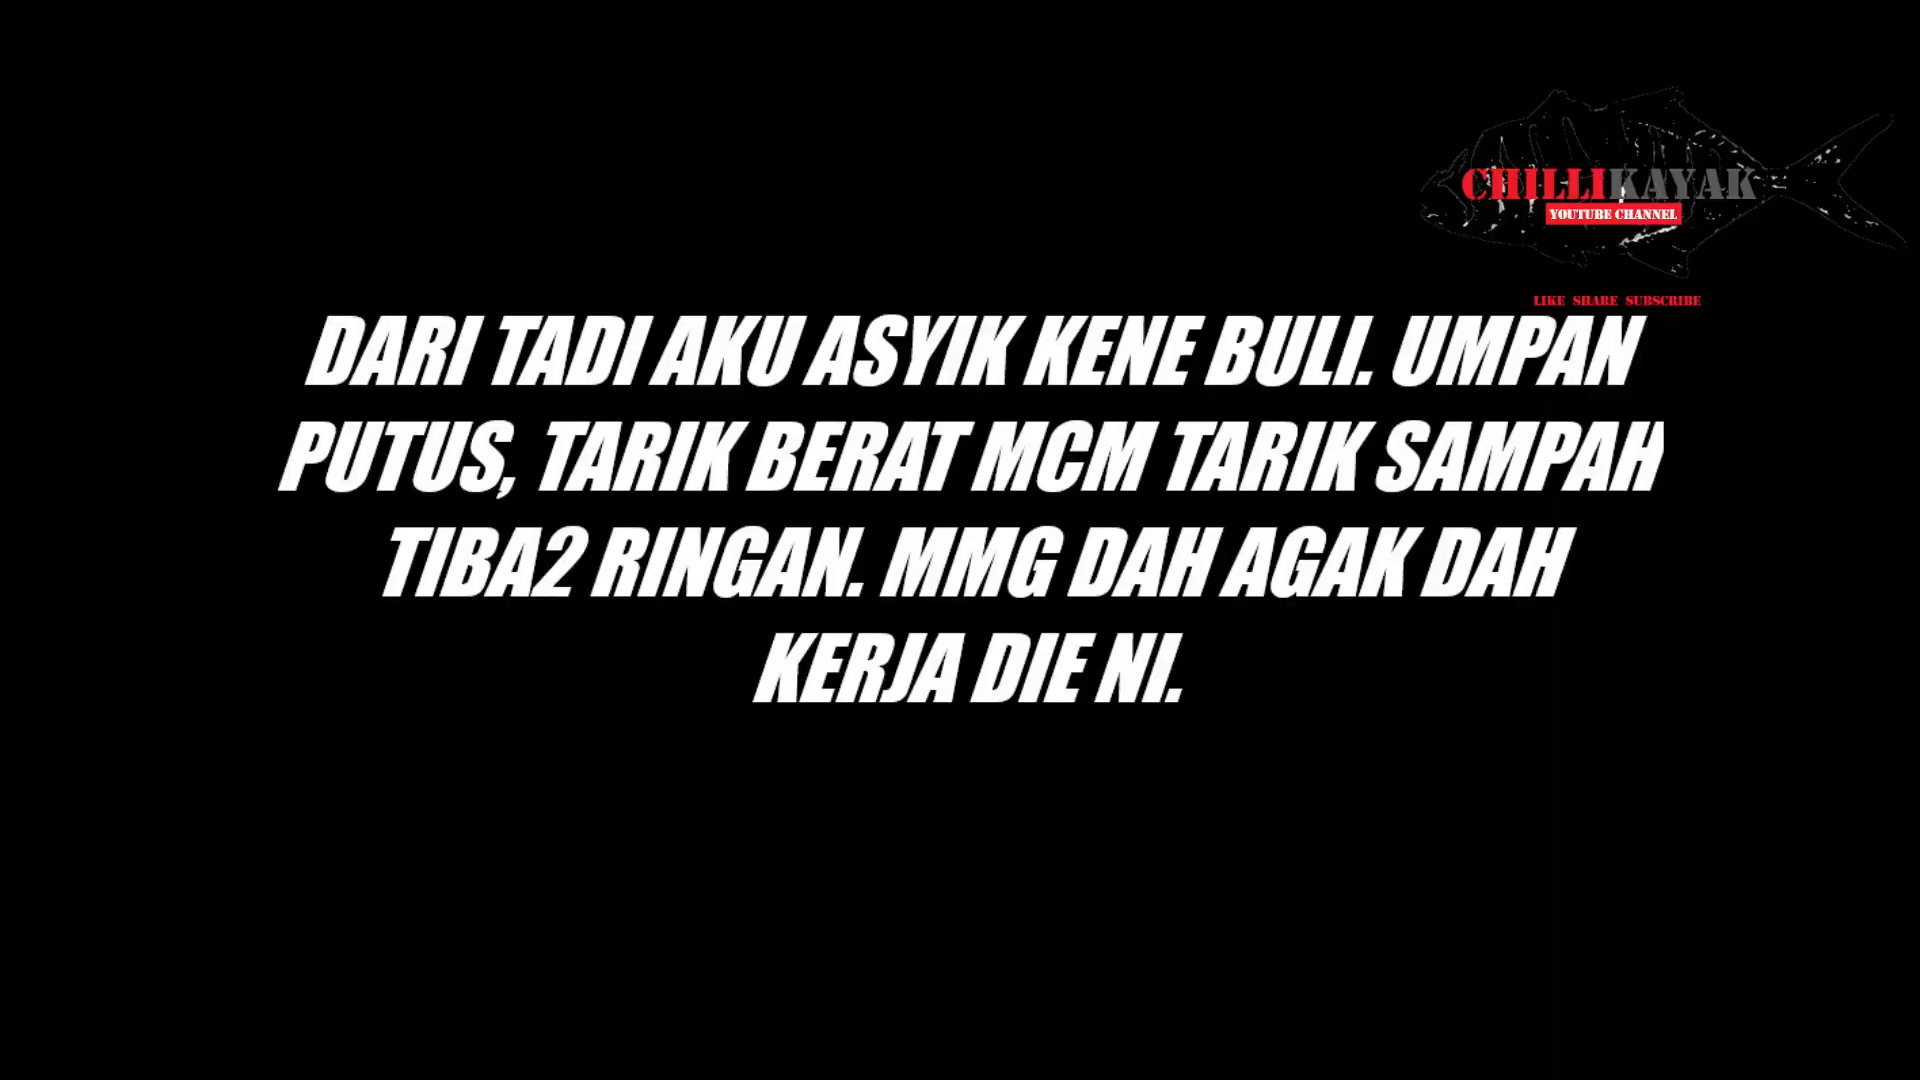 CHILLIKAYAK
YOUTUBE CHANNEL
LIKE SHARE SUBSCRIBE
DARI TADI AKU ASYIK KENE BULI. UMPAN
PUTUS, TARIK BERAT MCM TARIK SAMPAH
TIBA2 RINGAN. MMG DAH AGAK DAH
KERJA DIE NI.